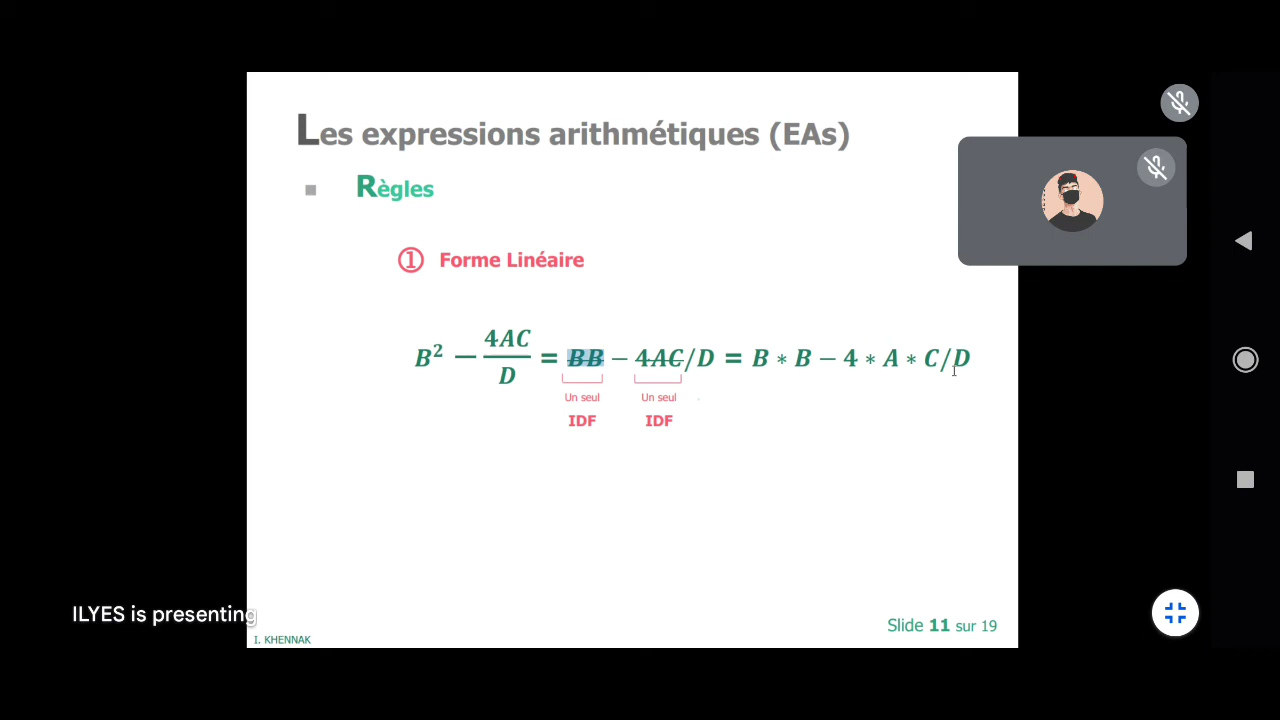 Les expressions arithmétiques (EAs)
Règles
① Forme Linéaire
B² − 4AC/D = BB − 4AC/D = B * B − 4 * A * C/D
Un seul Un seul
IDF IDF
ILYES is presenting
Slide 11 sur 19
I. KHENNAK